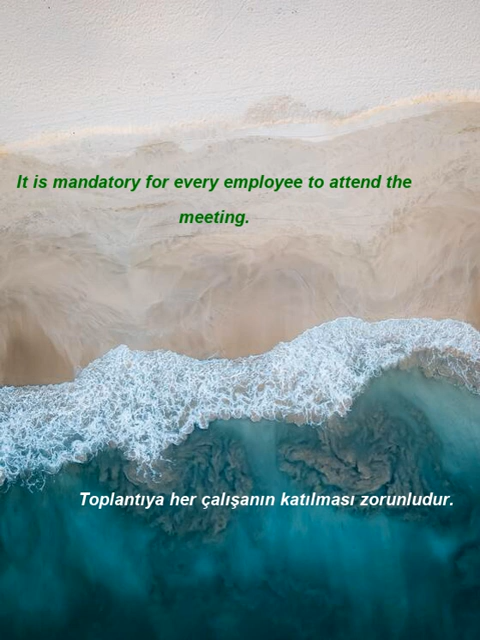 It is mandatory for every employee to attend the
meeting.
Toplantıya her çalışanın katılması zorunludur.